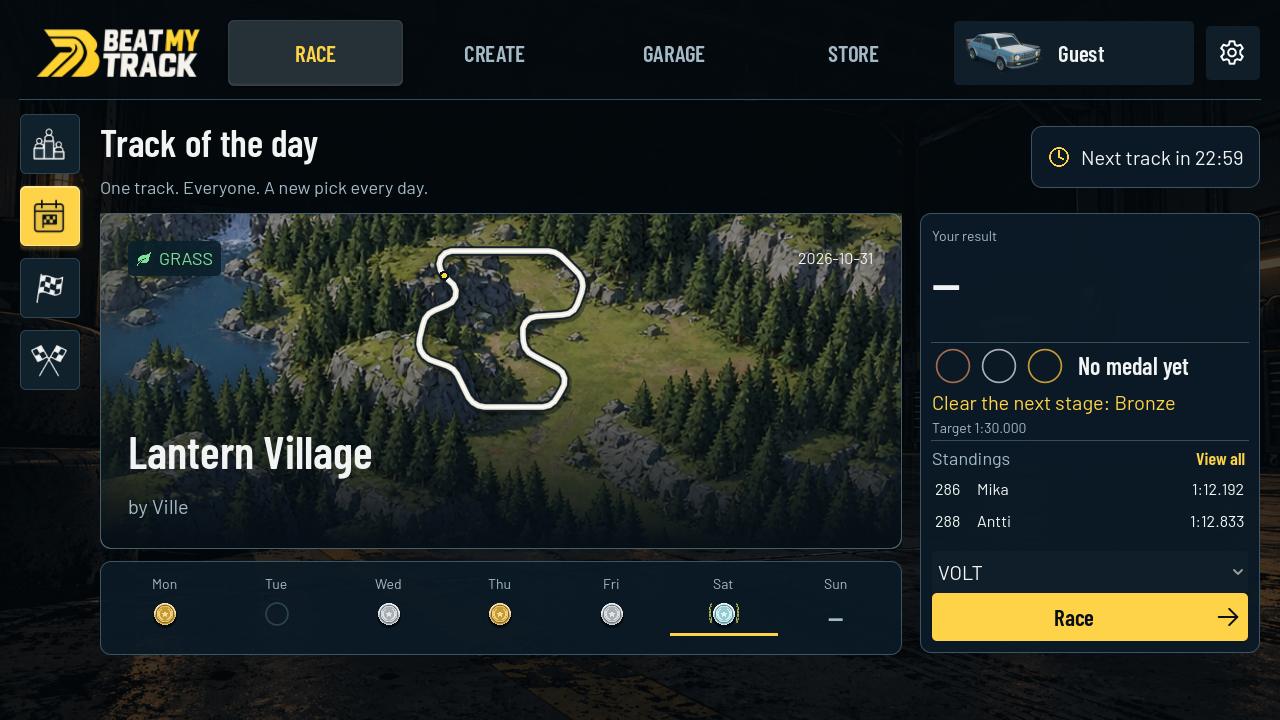 BEATMY
TRACK
RACE
CREATE
GARAGE
STORE
Guest
Track of the day
One track. Everyone. A new pick every day.
Next track in 22:59
GRASS
2026-10-31
Lantern Village
by Ville
Mon
Tue
Wed
Thu
Fri
Sat
Sun
—
Your result
—
No medal yet
Clear the next stage: Bronze
Target 1:30.000
Standings
View all
286 Mika 1:12.192
288 Antti 1:12.833
VOLT
Race